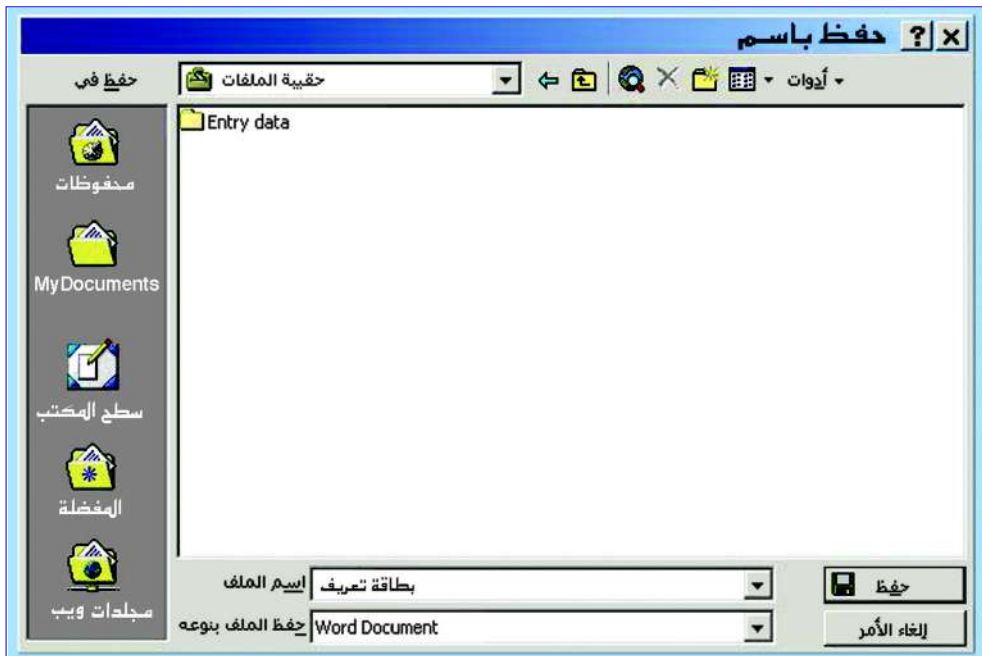 حفظ باسم
حفظ في
حقيبة الملفات
أدوات
Entry data
محفوظات
MyDocuments
سطح المكتب
المفضلة
مجلدات ويب
اسم الملف
بطاقة تعريف
حفظ
حفظ الملف بنوعه
Word Document
إلغاء الأمر